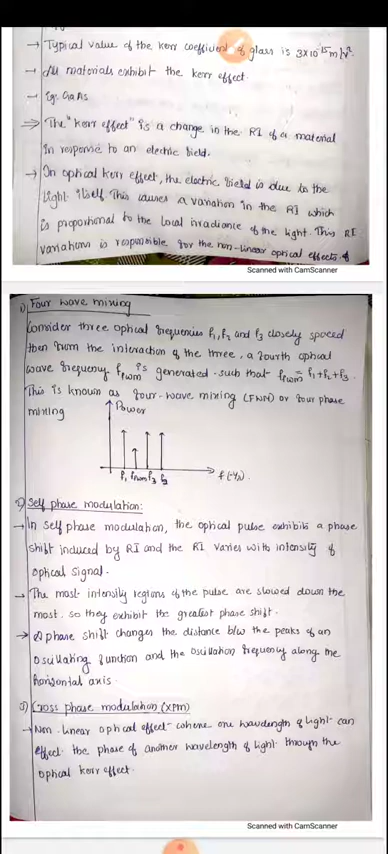 → Typical value of the kerr coefficient of glass is 3×10⁻¹⁵ m/V².
→ All materials exhibit the kerr effect.
→ Eg: GaAs
⇒ The "kerr effect" is a change in the RI of a material
in response to an electric field.
→ In optical kerr effect, the electric field is due to the
light itself. This causes a variation in the RI which
is proportional to the local irradiance of the light. This RI
variation is responsible for the non-linear optical effects of
Scanned with CamScanner
1) Four wave mixing
Consider three optical frequencies f₁, f₂ and f₃ closely spaced
then from the interaction of the three, a fourth optical
wave frequency fFWM is generated such that fFWM = f₁+f₂+f₃
This is known as four-wave mixing (FWM) or four phase
mixing
Power
f₁ fFWM f₃ f₂
2) Self phase modulation:
→ In self phase modulation, the optical pulse exhibits a phase
shift induced by RI and the RI varies with intensity of
optical signal.
→ The most intensity regions of the pulse are slowed down the
most. so they exhibit the greatest phase shift.
→ A phase shift changes the distance b/w the peaks of an
oscillating function and the oscillation frequency along the
horizontal axis.
3) Cross phase modulation (XPM)
→ Non linear optical effect where one wavelength of light can
effect the phase of another wavelength of light through the
optical kerr effect.
Scanned with CamScanner